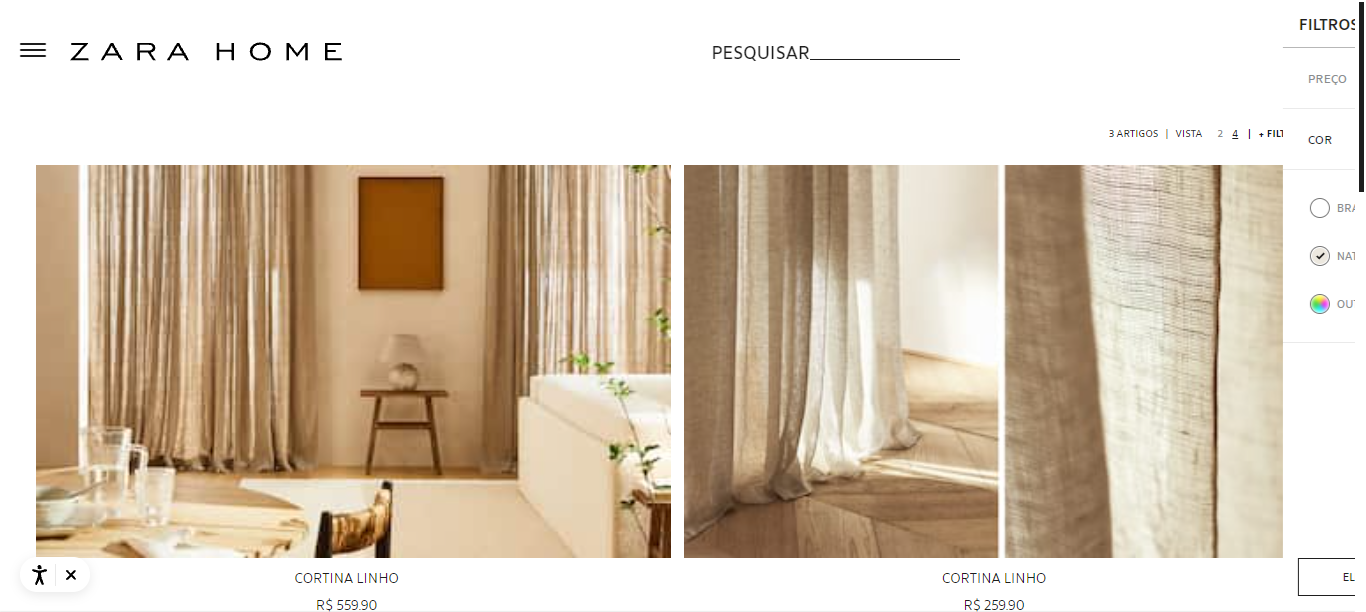 ZARA HOME
PESQUISAR
FILTROS
PREÇO
3 ARTIGOS | VISTA 2 4 | + FILT
COR
BRA
NAT
OUT
CORTINA LINHO
R$ 559.90
CORTINA LINHO
R$ 259.90
EL